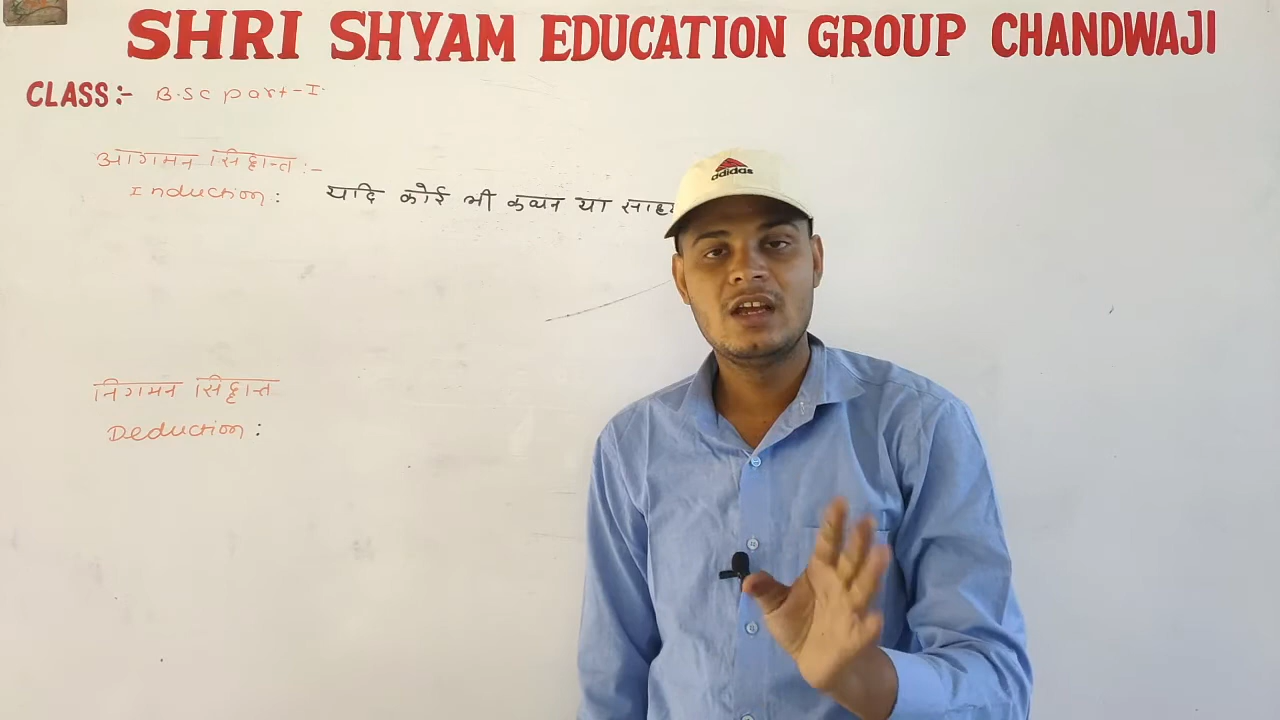 SHRI SHYAM EDUCATION GROUP CHANDWAJI
CLASS:- B.Sc part-I.
आगमन सिद्धान्त :-
Induction : यदि कोई भी कथन या
adidas
निगमन सिद्धान्त
Deduction :